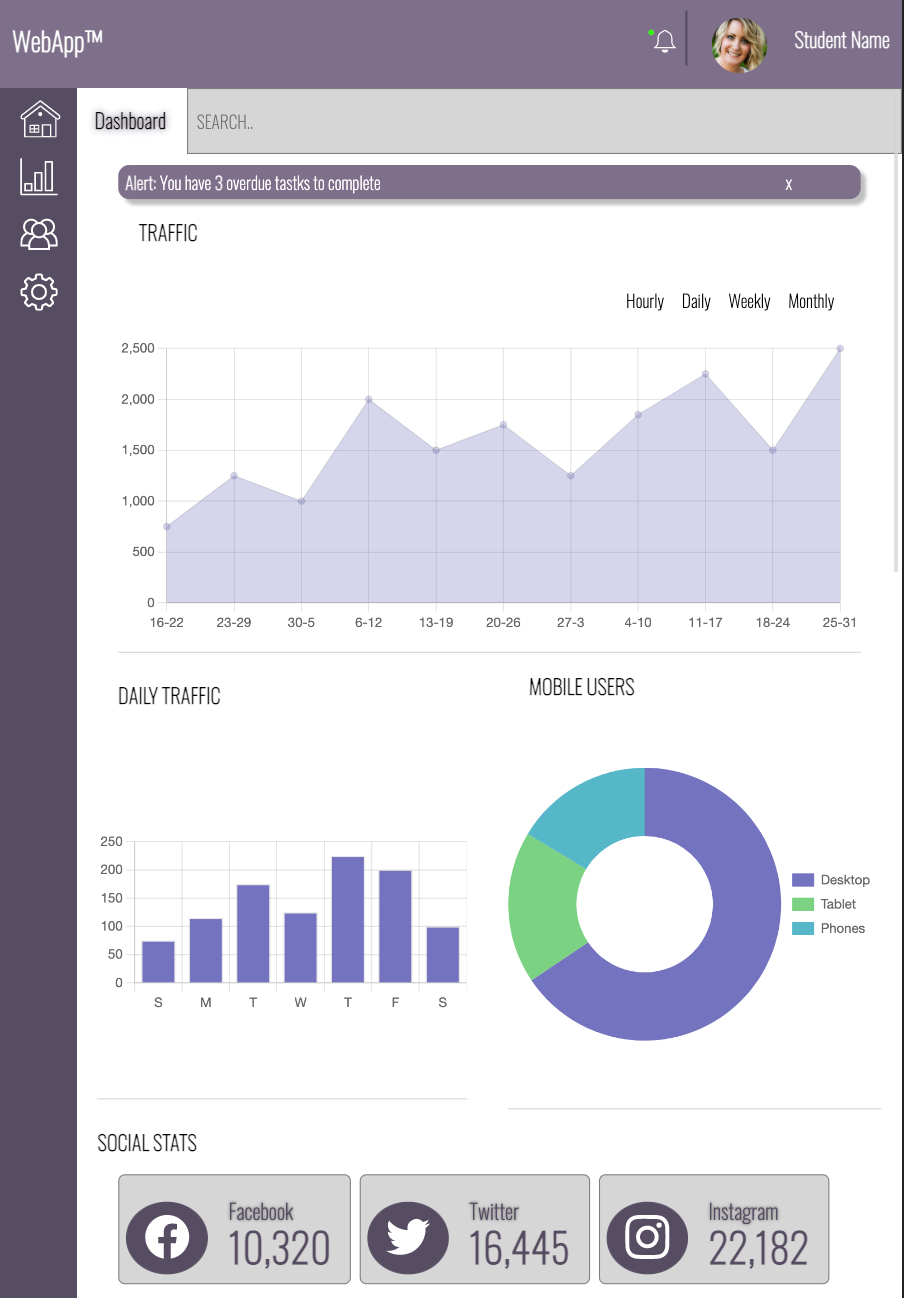 WebApp™
Student Name
Dashboard
SEARCH..
Alert: You have 3 overdue tastks to complete
x
TRAFFIC
Hourly Daily Weekly Monthly
2,500
2,000
1,500
1,000
500
0
16-22 23-29 30-5 6-12 13-19 20-26 27-3 4-10 11-17 18-24 25-31
DAILY TRAFFIC
250
200
150
100
50
0
S M T W T F S
MOBILE USERS
Desktop
Tablet
Phones
SOCIAL STATS
Facebook
10,320
Twitter
16,445
Instagram
22,182